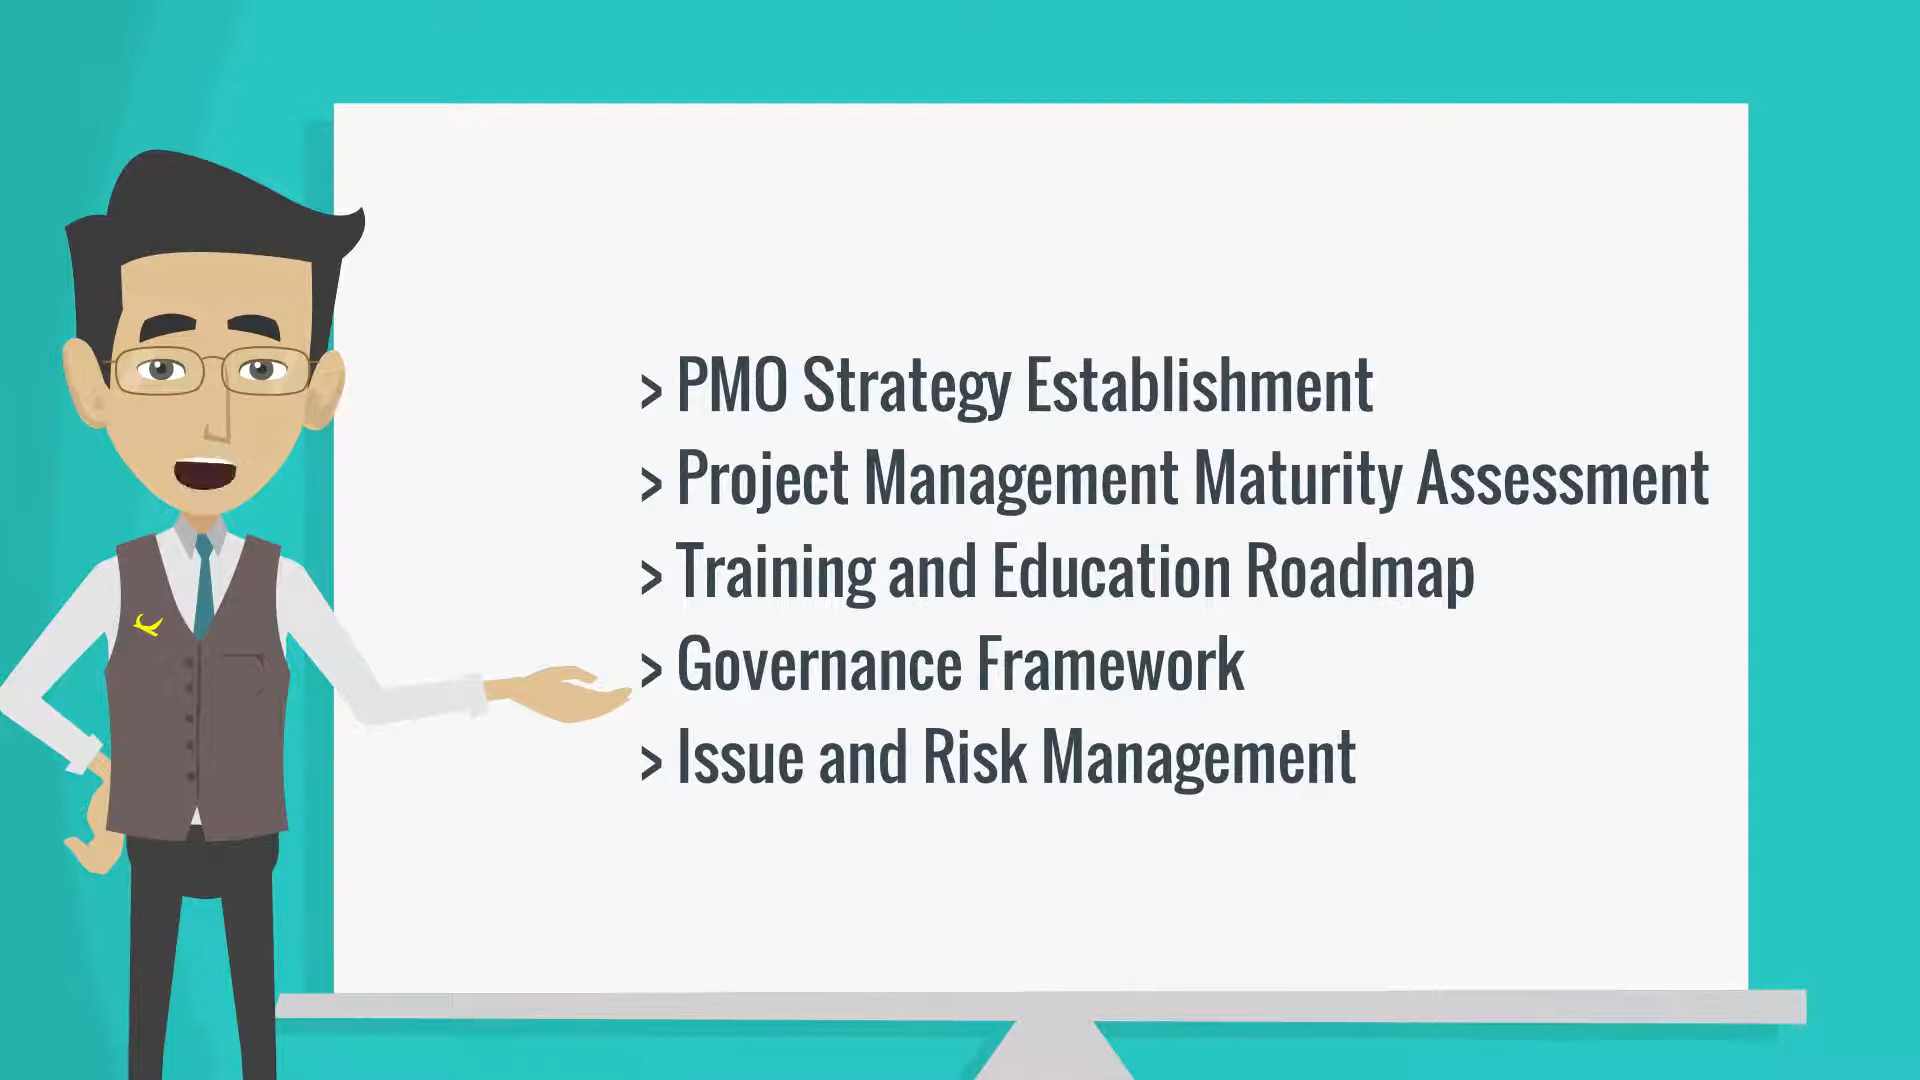 > PMO Strategy Establishment
> Project Management Maturity Assessment
> Training and Education Roadmap
> Governance Framework
> Issue and Risk Management